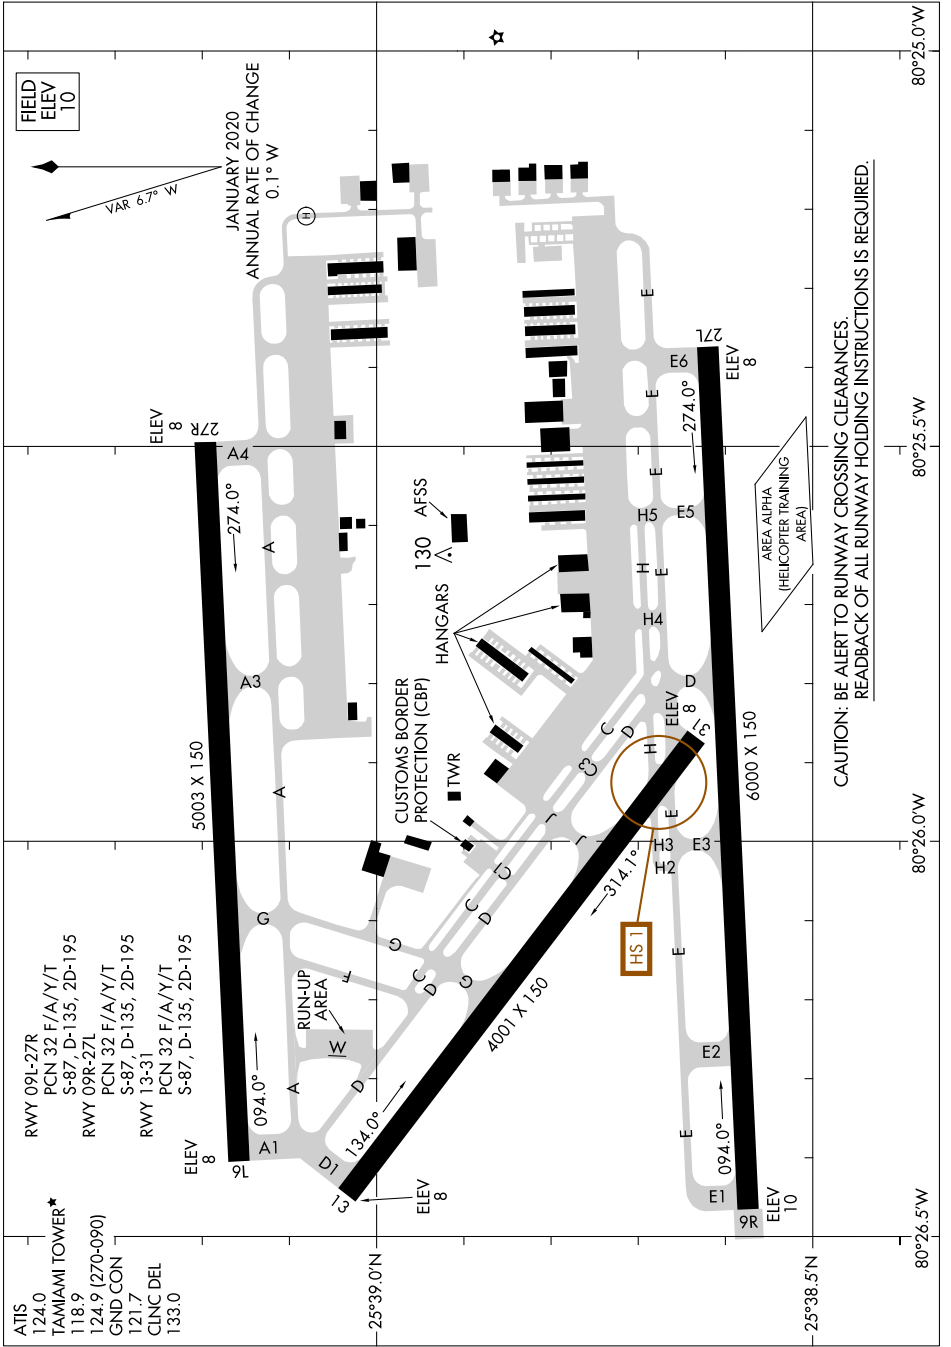 ATIS
124.0
TAMIAMI TOWER★
118.9
124.9 (270-090)
GND CON
121.7
CLNC DEL
133.0
RWY 09L-27R
PCN 32 F/A/Y/T
S-87, D-135, 2D-195
RWY 09R-27L
PCN 32 F/A/Y/T
S-87, D-135, 2D-195
RWY 13-31
PCN 32 F/A/Y/T
S-87, D-135, 2D-195
FIELD
ELEV
10
VAR 6.7° W
JANUARY 2020
ANNUAL RATE OF CHANGE
0.1° W
H
ELEV
8
9L
A1
094.0°
A
G
5003 X 150
A
A3
A
274.0°
A4
27R
ELEV
8
D1
13
ELEV
8
134.0°
D
RUN-UP
AREA
W
F
G
C
D
G
C
D
C1
CUSTOMS BORDER
PROTECTION (CBP)
TWR
HANGARS
130
AFSS
4001 X 150
314.1°
J
J
C3
C
D
HS 1
H2
H3
H
H4
H
H5
31
ELEV
8
D
E
E
E
E
E
E
E
E1
E2
E3
E5
E6
9R
ELEV
10
094.0°
6000 X 150
274.0°
27L
ELEV
8
AREA ALPHA
(HELICOPTER TRAINING
AREA)
CAUTION: BE ALERT TO RUNWAY CROSSING CLEARANCES.
READBACK OF ALL RUNWAY HOLDING INSTRUCTIONS IS REQUIRED.
25°39.0'N
25°38.5'N
80°26.5'W
80°26.0'W
80°25.5'W
80°25.0'W